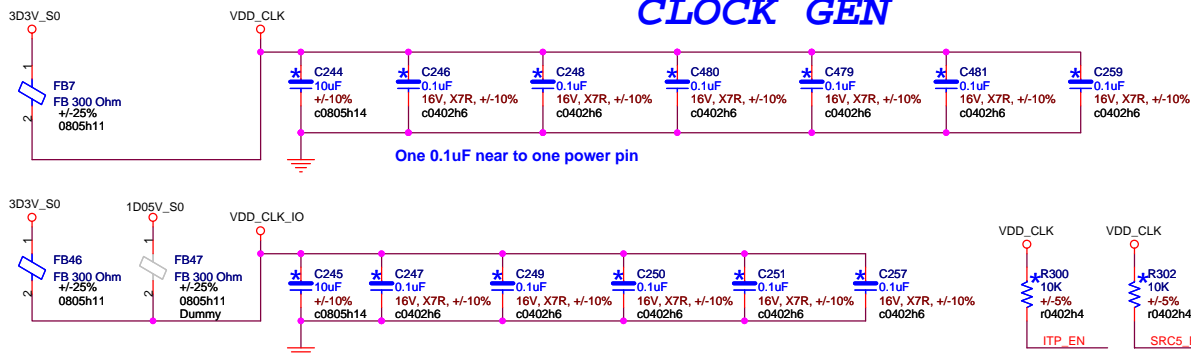 CLOCK GEN
3D3V_S0
VDD_CLK
1
FB7
FB 300 Ohm
+/-25%
0805h11
2
* C244
10uF
+/-10%
c0805h14
* C246
0.1uF
16V, X7R, +/-10%
c0402h6
* C248
0.1uF
16V, X7R, +/-10%
c0402h6
* C480
0.1uF
16V, X7R, +/-10%
c0402h6
* C479
0.1uF
16V, X7R, +/-10%
c0402h6
* C481
0.1uF
16V, X7R, +/-10%
c0402h6
* C259
0.1uF
16V, X7R, +/-10%
c0402h6
One 0.1uF near to one power pin
3D3V_S0
1D05V_S0
VDD_CLK_IO
1
FB46
FB 300 Ohm
+/-25%
0805h11
2
1
FB47
FB 300 Ohm
+/-25%
0805h11
Dummy
2
* C245
10uF
+/-10%
c0805h14
* C247
0.1uF
16V, X7R, +/-10%
c0402h6
* C249
0.1uF
16V, X7R, +/-10%
c0402h6
* C250
0.1uF
16V, X7R, +/-10%
c0402h6
* C251
0.1uF
16V, X7R, +/-10%
c0402h6
* C257
0.1uF
16V, X7R, +/-10%
c0402h6
VDD_CLK
* R300
10K
+/-5%
r0402h4
ITP_EN
VDD_CLK
* R302
10K
+/-5%
r0402h4